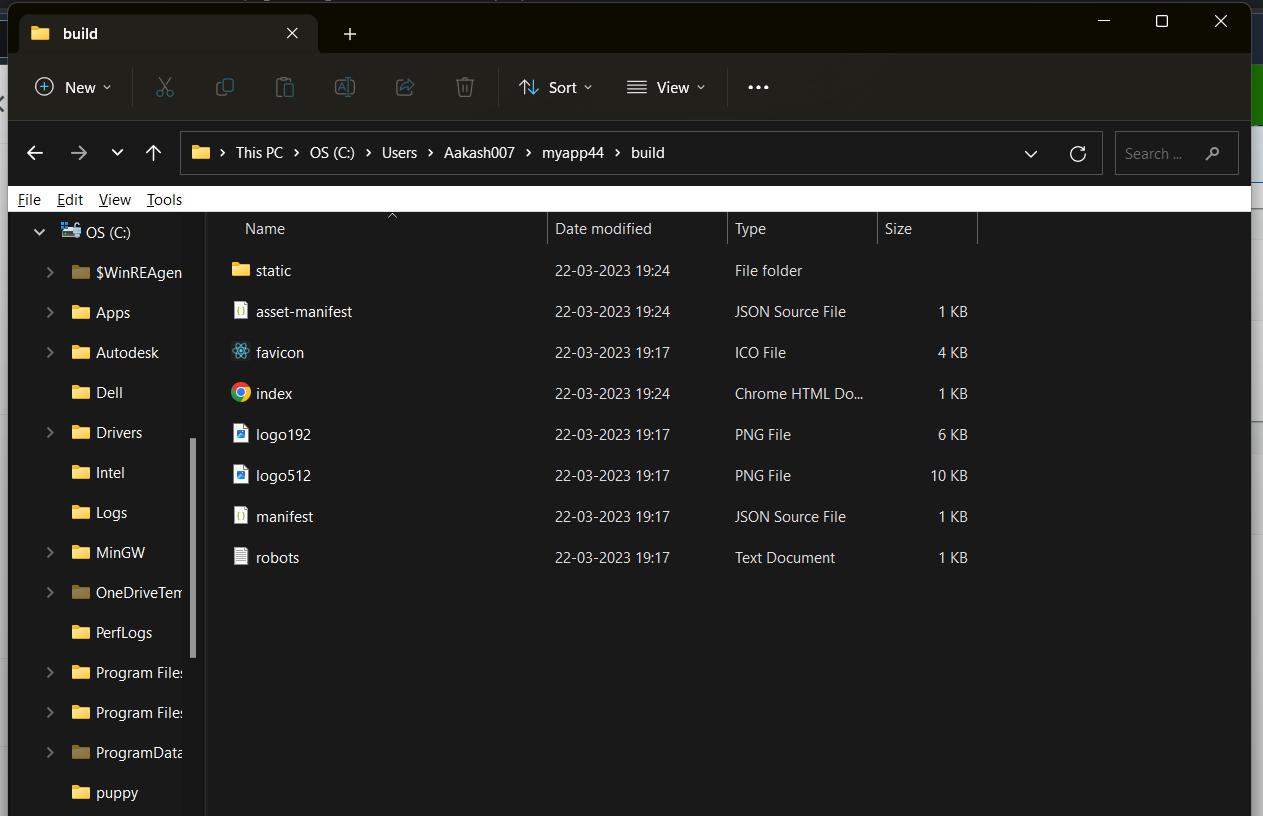 build
New
Sort
View
This PC > OS (C:) > Users > Aakash007 > myapp44 > build
Search ...
File Edit View Tools
OS (C:)
$WinREAgen
Apps
Autodesk
Dell
Drivers
Intel
Logs
MinGW
OneDriveTem
PerfLogs
Program Files
Program Files
ProgramData
puppy
Name Date modified Type Size
static 22-03-2023 19:24 File folder
asset-manifest 22-03-2023 19:24 JSON Source File 1 KB
favicon 22-03-2023 19:17 ICO File 4 KB
index 22-03-2023 19:24 Chrome HTML Do... 1 KB
logo192 22-03-2023 19:17 PNG File 6 KB
logo512 22-03-2023 19:17 PNG File 10 KB
manifest 22-03-2023 19:17 JSON Source File 1 KB
robots 22-03-2023 19:17 Text Document 1 KB